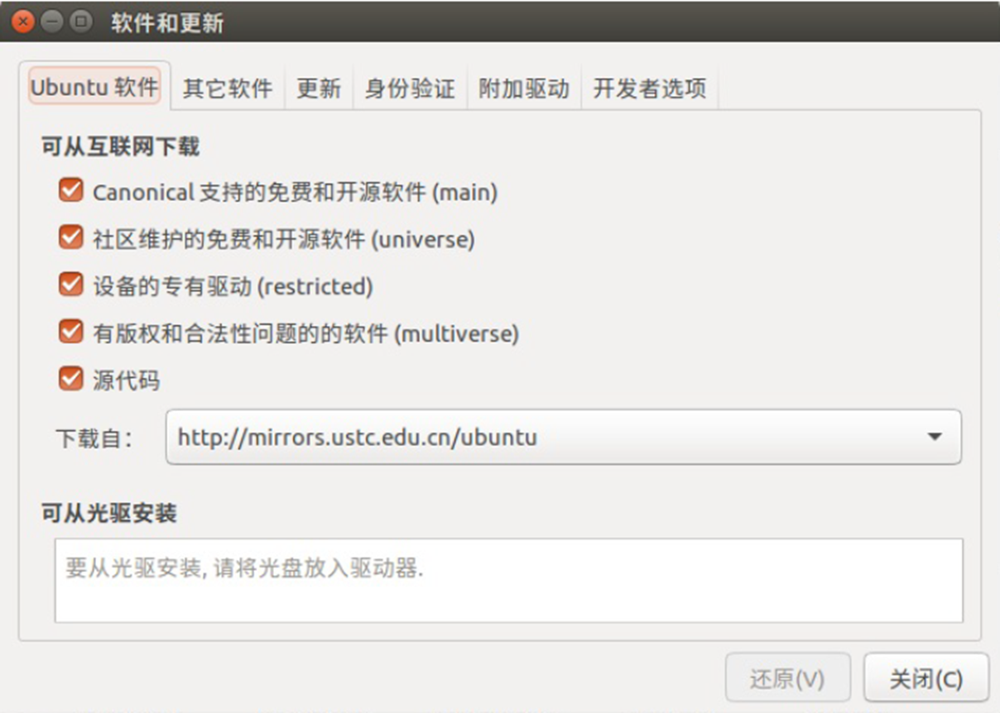 软件和更新
Ubuntu 软件 其它软件 更新 身份验证 附加驱动 开发者选项
可从互联网下载
Canonical 支持的免费和开源软件 (main)
社区维护的免费和开源软件 (universe)
设备的专有驱动 (restricted)
有版权和合法性问题的的软件 (multiverse)
源代码
下载自： http://mirrors.ustc.edu.cn/ubuntu
可从光驱安装
要从光驱安装, 请将光盘放入驱动器.
还原(V) 关闭(C)